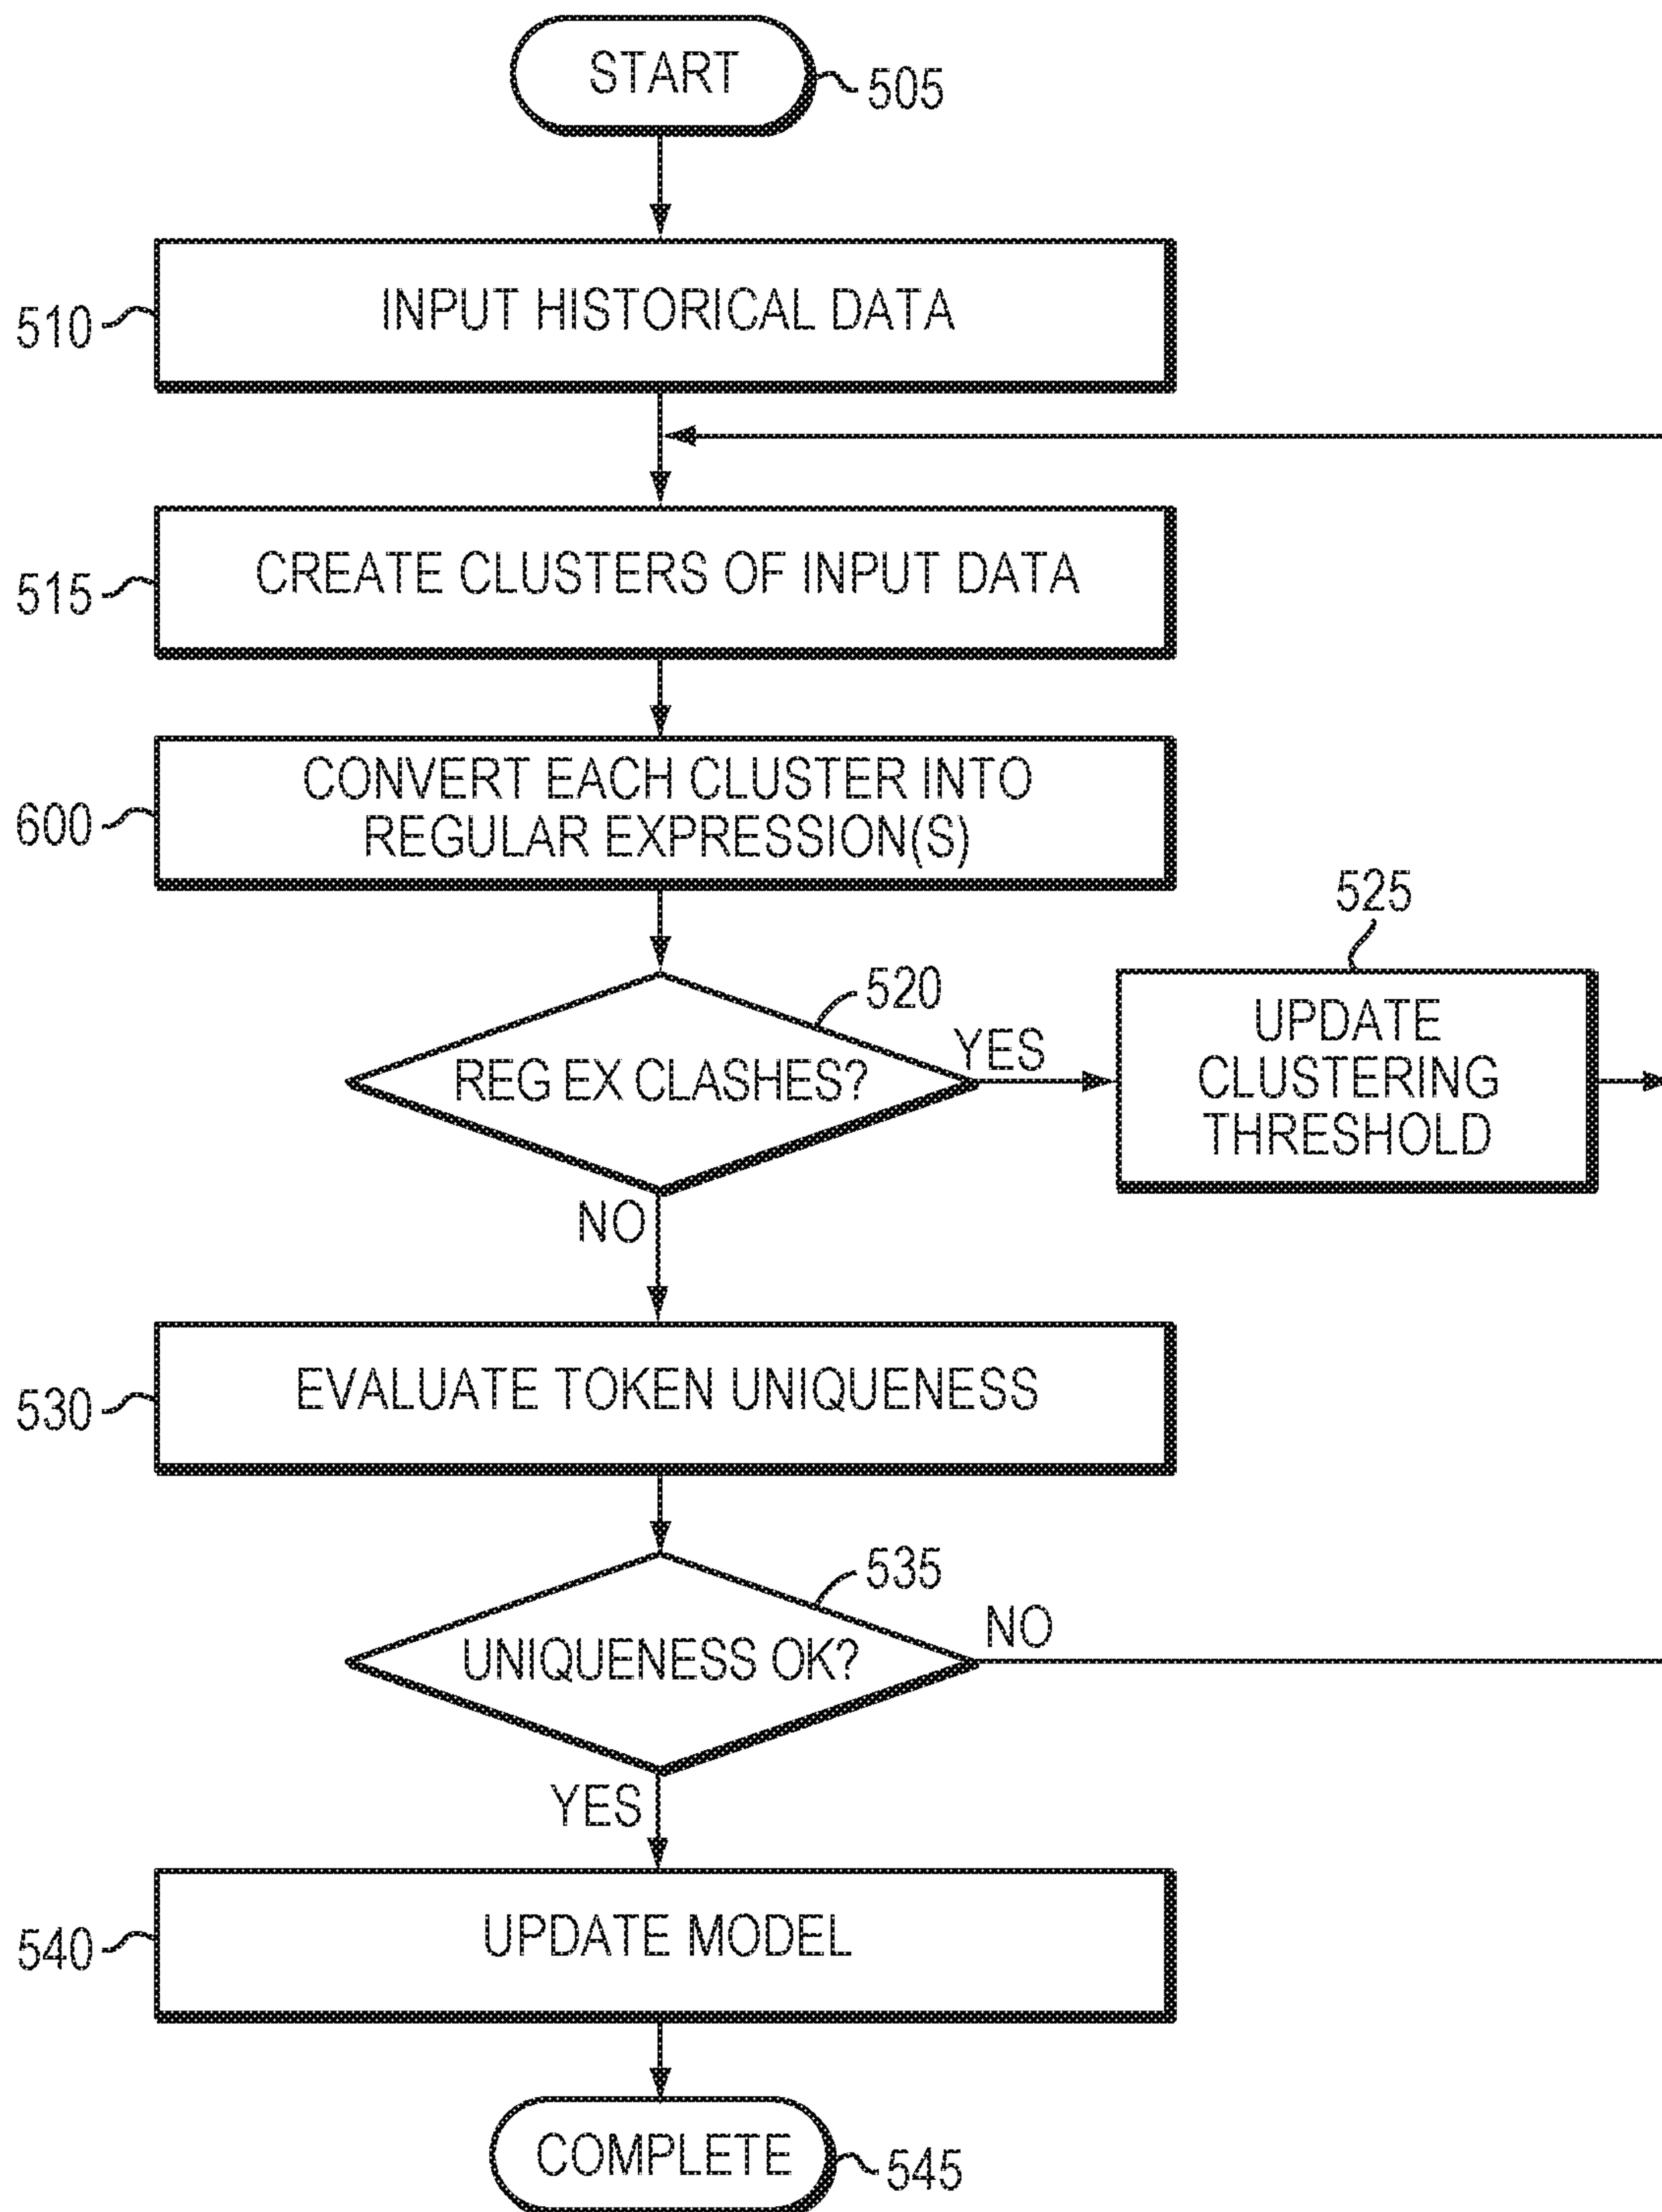 START
505
INPUT HISTORICAL DATA
510
CREATE CLUSTERS OF INPUT DATA
515
CONVERT EACH CLUSTER INTO
REGULAR EXPRESSION(S)
600
525
520
REG EX CLASHES?
YES
UPDATE
CLUSTERING
THRESHOLD
NO
EVALUATE TOKEN UNIQUENESS
530
535
UNIQUENESS OK?
NO
YES
UPDATE MODEL
540
COMPLETE
545